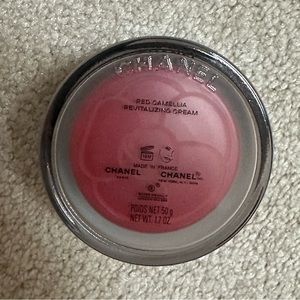 CHANEL
RED CAMELLIA
REVITALIZING CREAM
MADE IN FRANCE
CHANEL CHANEL
POIDS NET 50 g
NET WT. 1.7 OZ